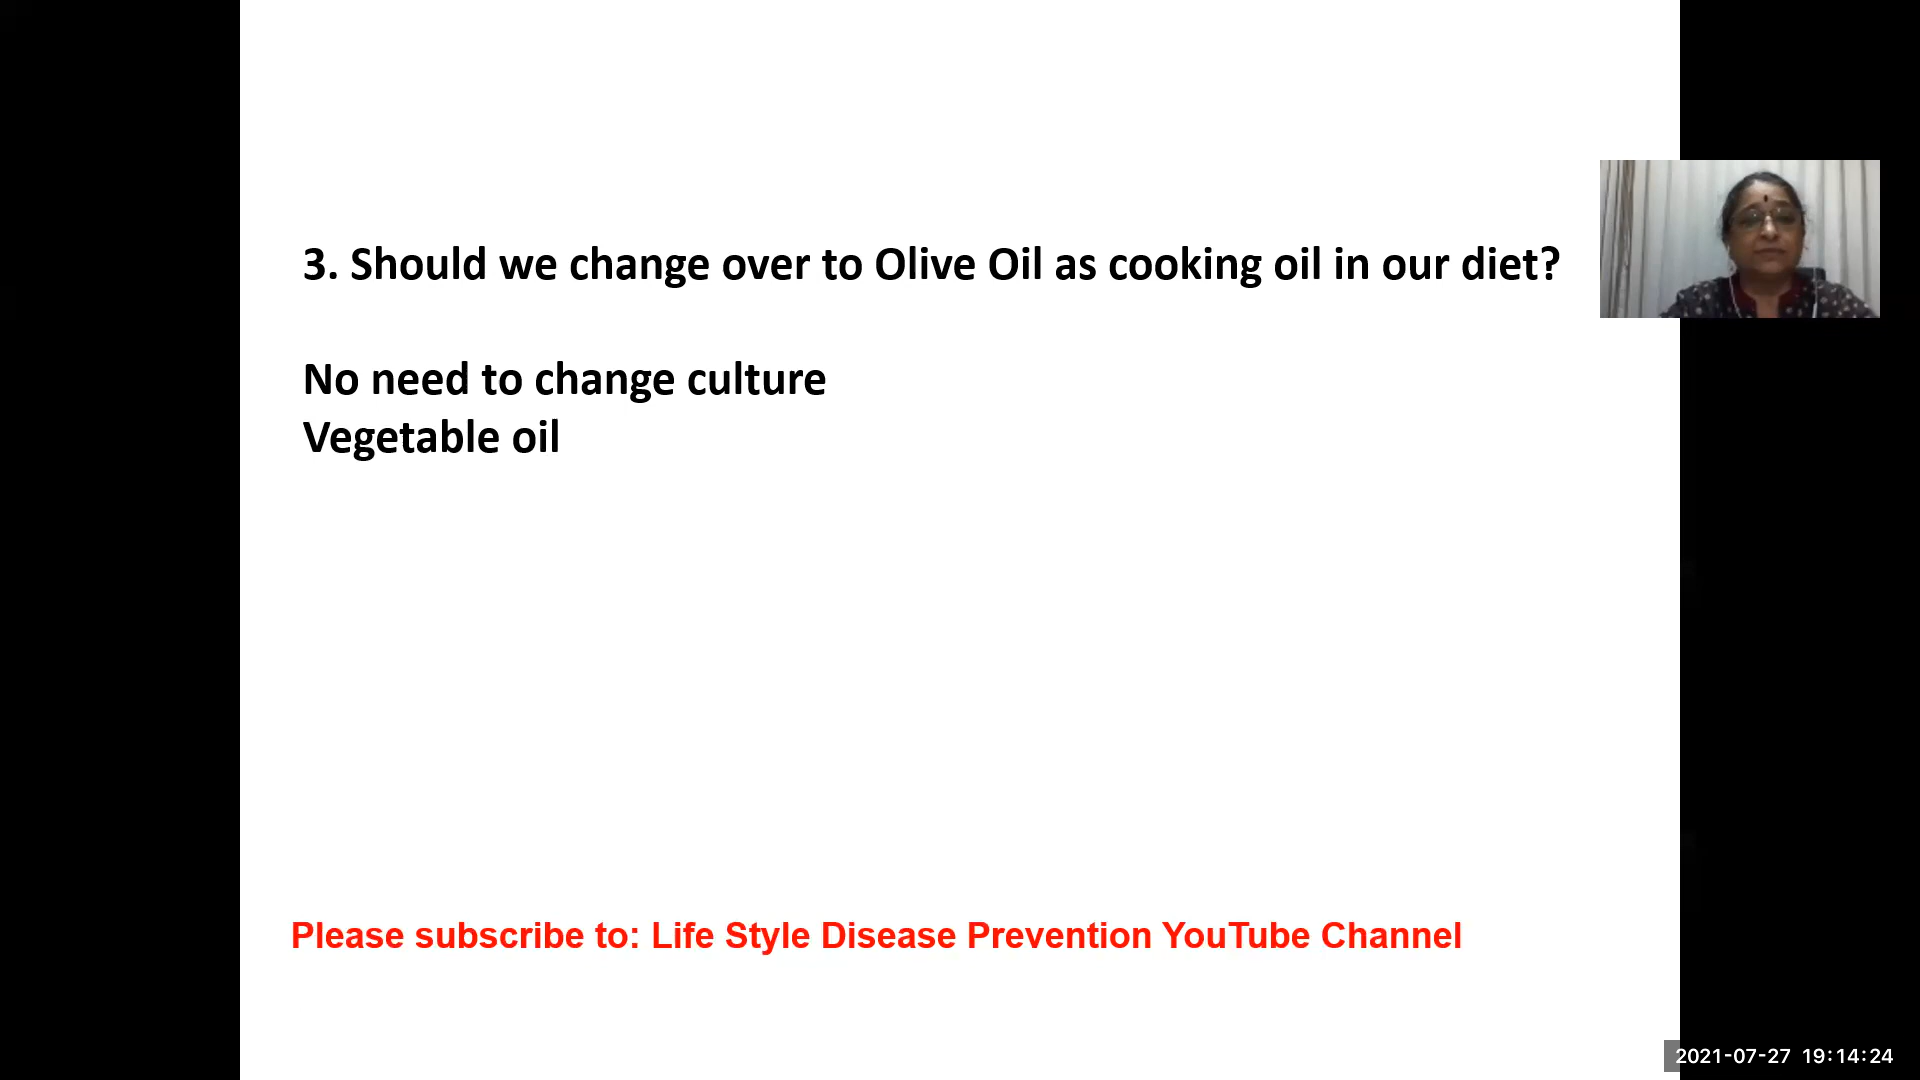 3. Should we change over to Olive Oil as cooking oil in our diet?
No need to change culture
Vegetable oil
Please subscribe to: Life Style Disease Prevention YouTube Channel
2021-07-27 19:14:24